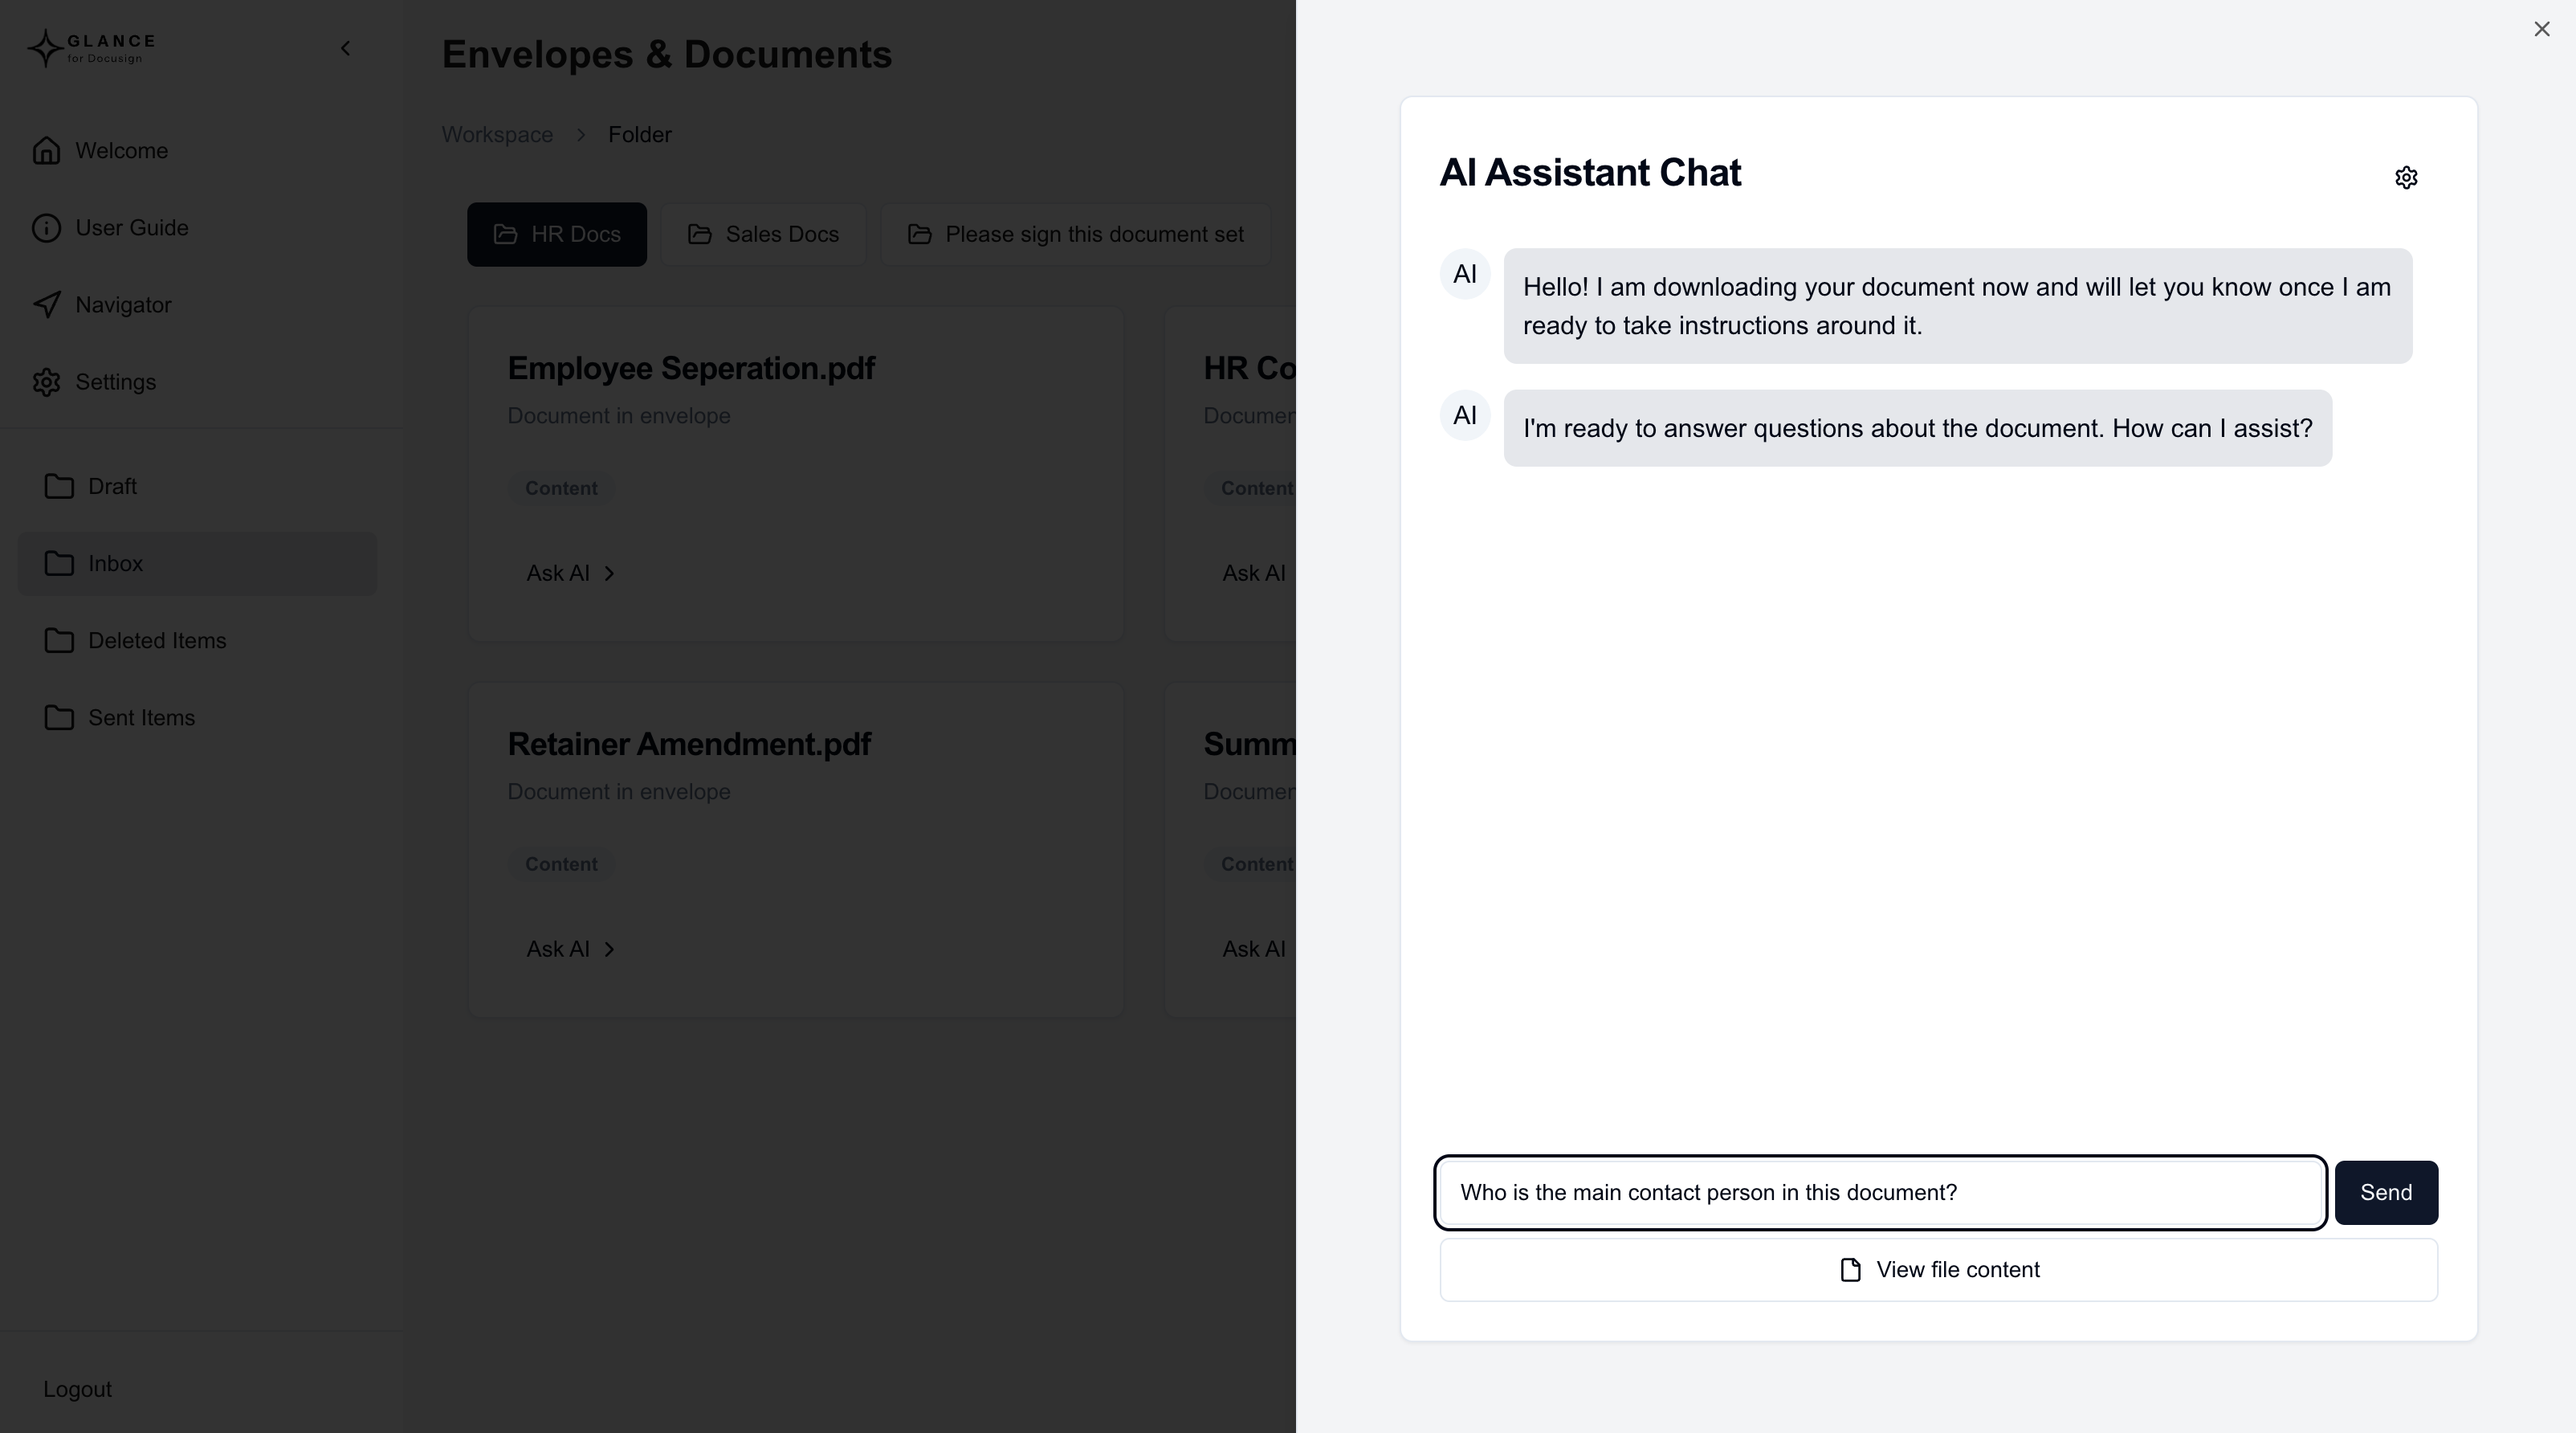 GLANCE
for Docusign
Welcome
User Guide
Navigator
Settings
Draft
Inbox
Deleted Items
Sent Items
Logout
Envelopes & Documents
Workspace > Folder
HR Docs
Sales Docs
Please sign this document set
Employee Seperation.pdf
Document in envelope
Content
Ask AI
HR Co
Documen
Content
Ask AI
Retainer Amendment.pdf
Document in envelope
Content
Ask AI
Summ
Documen
Content
Ask AI
AI Assistant Chat
AI
Hello! I am downloading your document now and will let you know once I am
ready to take instructions around it.
AI
I'm ready to answer questions about the document. How can I assist?
Who is the main contact person in this document?
Send
View file content